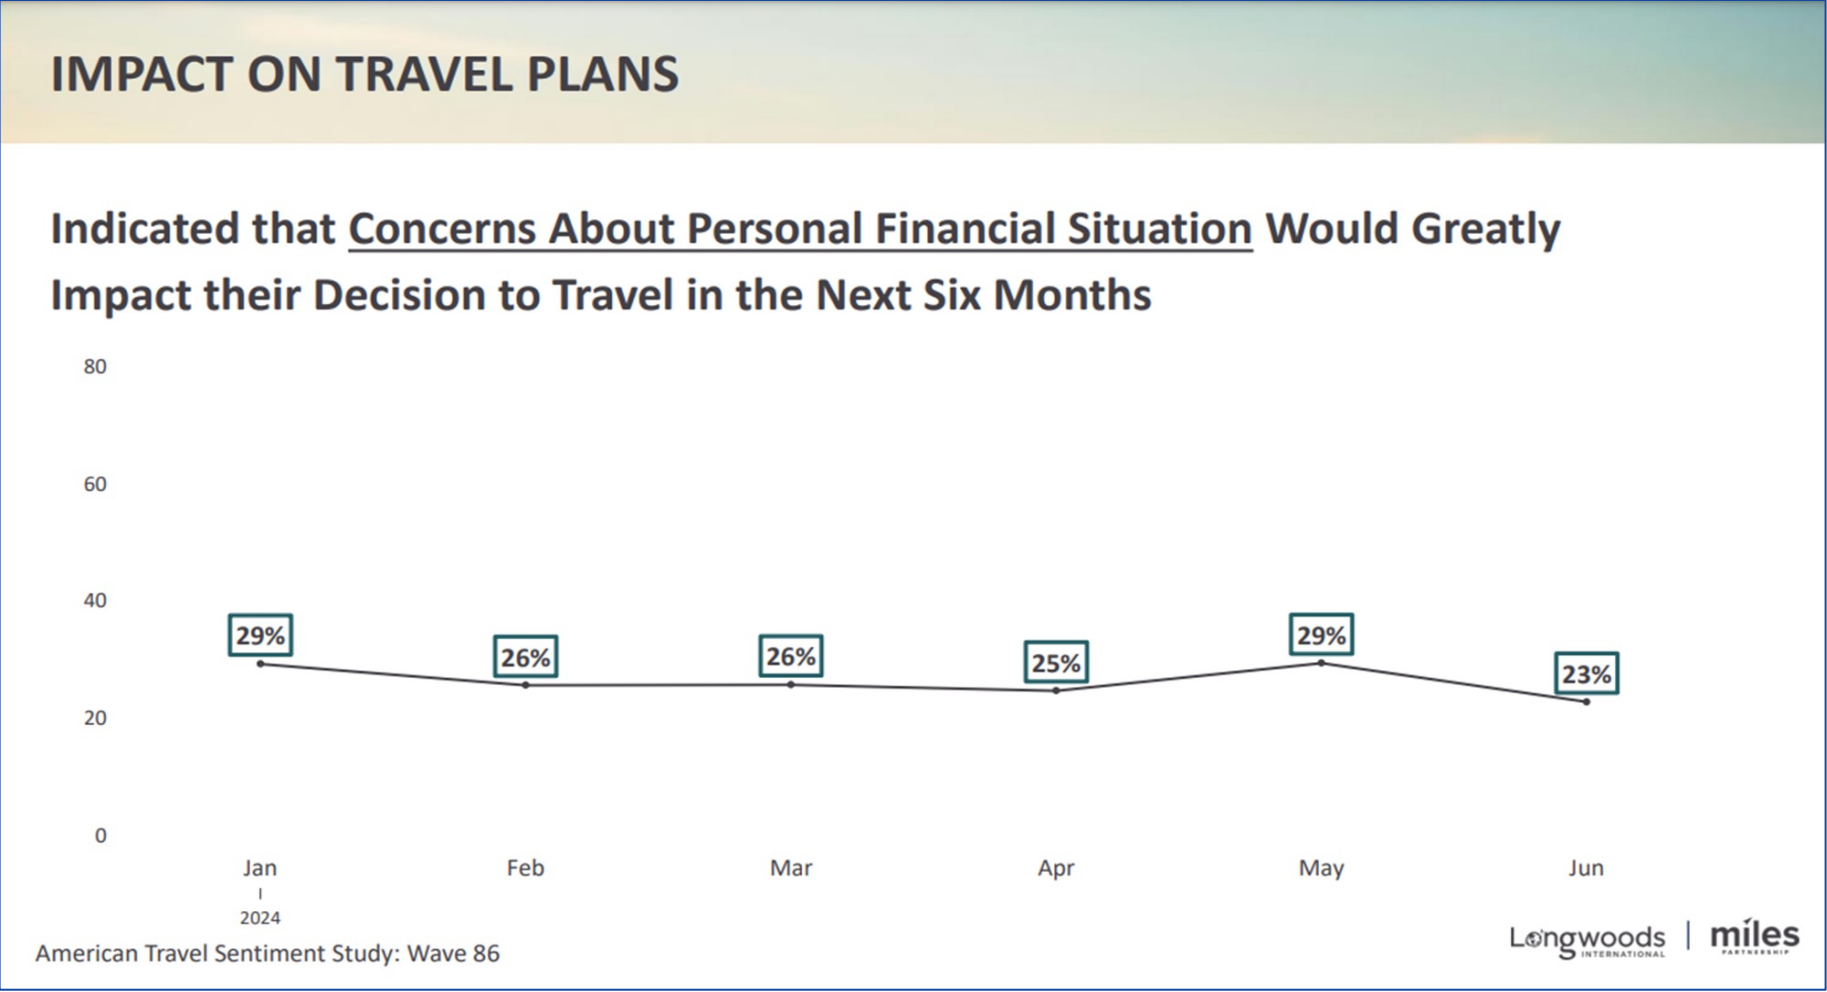 IMPACT ON TRAVEL PLANS
Indicated that Concerns About Personal Financial Situation Would Greatly
Impact their Decision to Travel in the Next Six Months
80
60
40
20
0
29%
26%
26%
25%
29%
23%
Jan
Feb
Mar
Apr
May
Jun
2024
American Travel Sentiment Study: Wave 86
Longwoods
INTERNATIONAL
miles
PARTNERSHIP